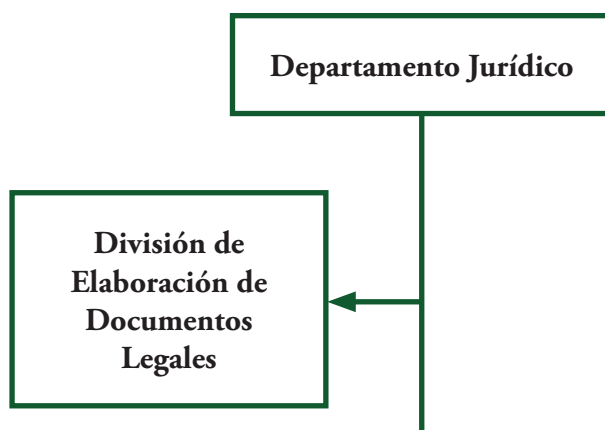 Departamento Jurídico
División de
Elaboración de
Documentos
Legales